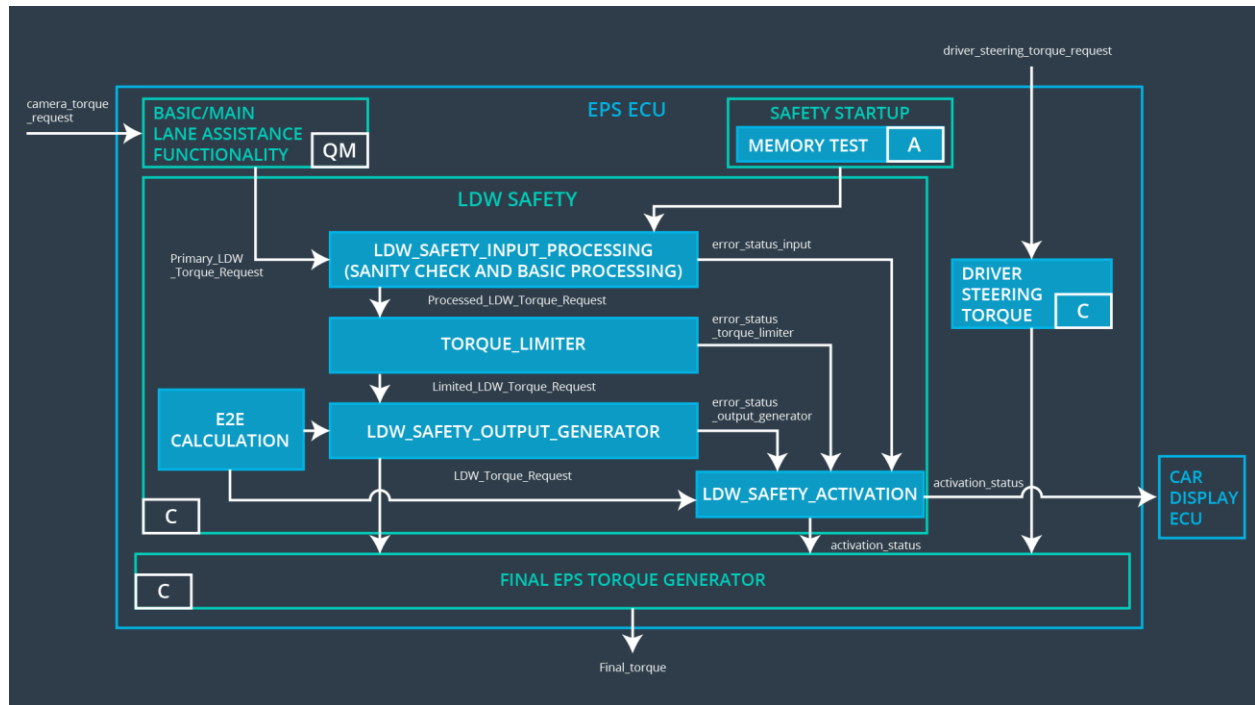 driver_steering_torque_request
camera_torque
_request
BASIC/MAIN
LANE ASSISTANCE
FUNCTIONALITY
QM
EPS ECU
SAFETY STARTUP
MEMORY TEST
A
LDW SAFETY
Primary_LDW
_Torque_Request
LDW_SAFETY_INPUT_PROCESSING
(SANITY CHECK AND BASIC PROCESSING)
error_status_input
DRIVER
STEERING
TORQUE
C
Processed_LDW_Torque_Request
TORQUE_LIMITER
error_status
_torque_limiter
Limited_LDW_Torque_Request
E2E
CALCULATION
LDW_SAFETY_OUTPUT_GENERATOR
error_status
_output_generator
LDW_Torque_Request
LDW_SAFETY_ACTIVATION
activation_status
CAR
DISPLAY
ECU
C
activation_status
FINAL EPS TORQUE GENERATOR
C
Final_torque